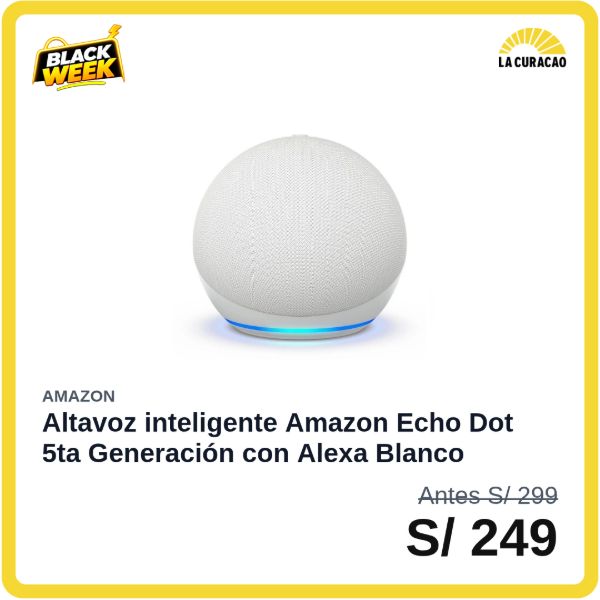 BLACK
WEEK
LA CURACAO
AMAZON
Altavoz inteligente Amazon Echo Dot
5ta Generación con Alexa Blanco
Antes S/ 299
S/ 249